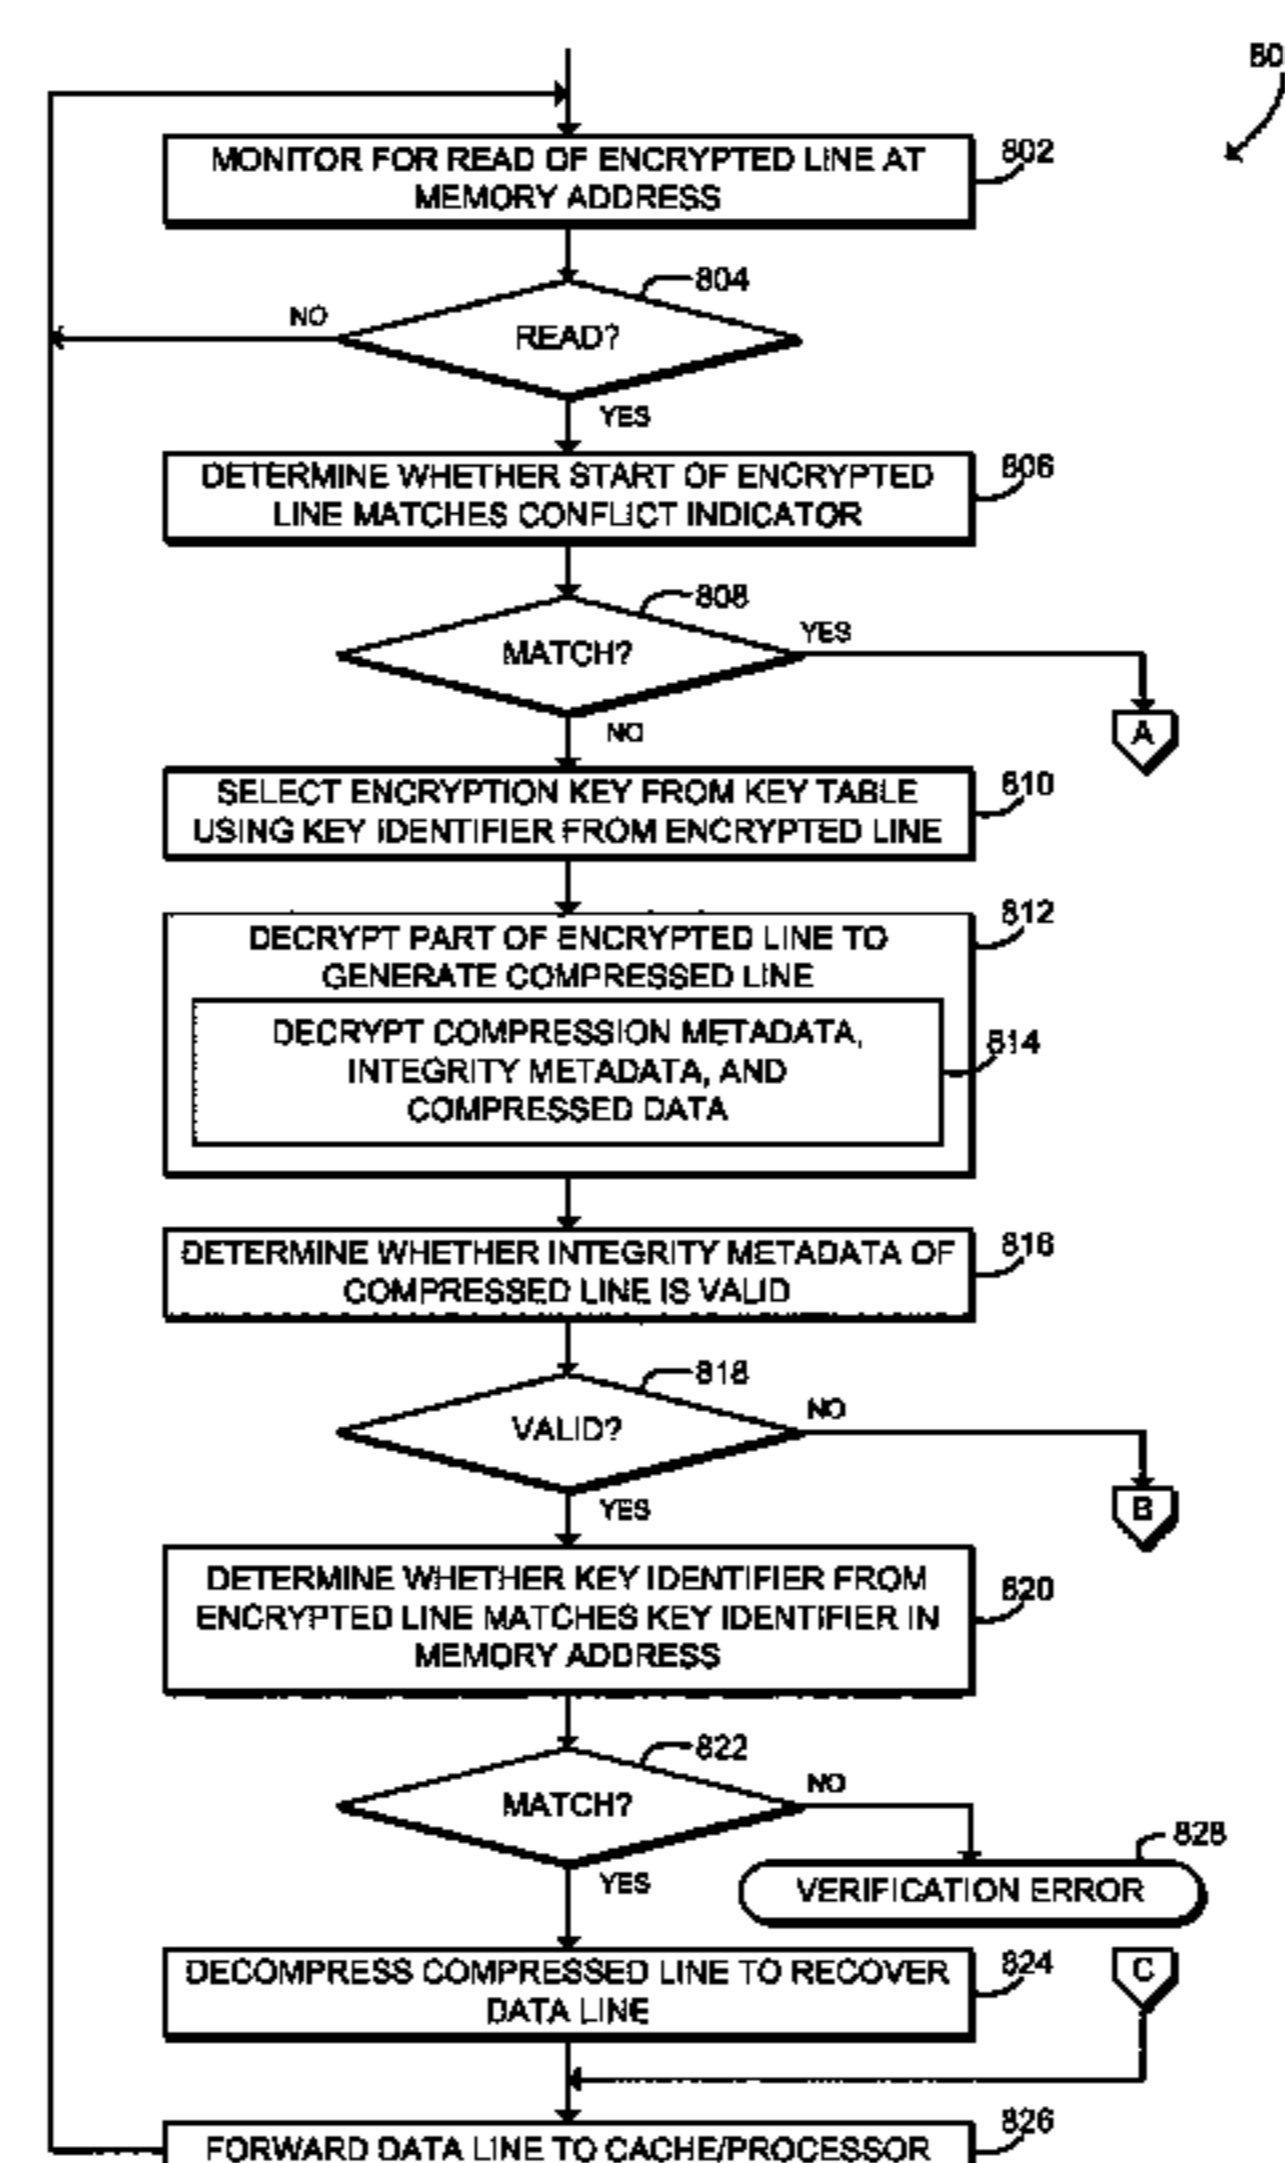 80
MONITOR FOR READ OF ENCRYPTED LINE AT
MEMORY ADDRESS
802
804
READ?
NO
YES
DETERMINE WHETHER START OF ENCRYPTED
LINE MATCHES CONFLICT INDICATOR
806
808
MATCH?
YES
A
NO
SELECT ENCRYPTION KEY FROM KEY TABLE
USING KEY IDENTIFIER FROM ENCRYPTED LINE
810
DECRYPT PART OF ENCRYPTED LINE TO
GENERATE COMPRESSED LINE
812
DECRYPT COMPRESSION METADATA,
INTEGRITY METADATA, AND
COMPRESSED DATA
814
DETERMINE WHETHER INTEGRITY METADATA OF
COMPRESSED LINE IS VALID
816
818
VALID?
NO
B
YES
DETERMINE WHETHER KEY IDENTIFIER FROM
ENCRYPTED LINE MATCHES KEY IDENTIFIER IN
MEMORY ADDRESS
820
822
MATCH?
NO
828
VERIFICATION ERROR
YES
DECOMPRESS COMPRESSED LINE TO RECOVER
DATA LINE
824
C
826
FORWARD DATA LINE TO CACHE/PROCESSOR